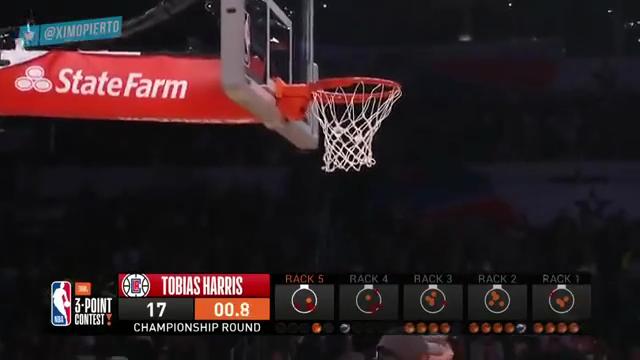 @XIMOPIERTO
State Farm
RACK 5 RACK 4 RACK 3 RACK 2 RACK 1
TOBIAS HARRIS
17 00.8
CHAMPIONSHIP ROUND
NBA
JBL
3-POINT
CONTEST